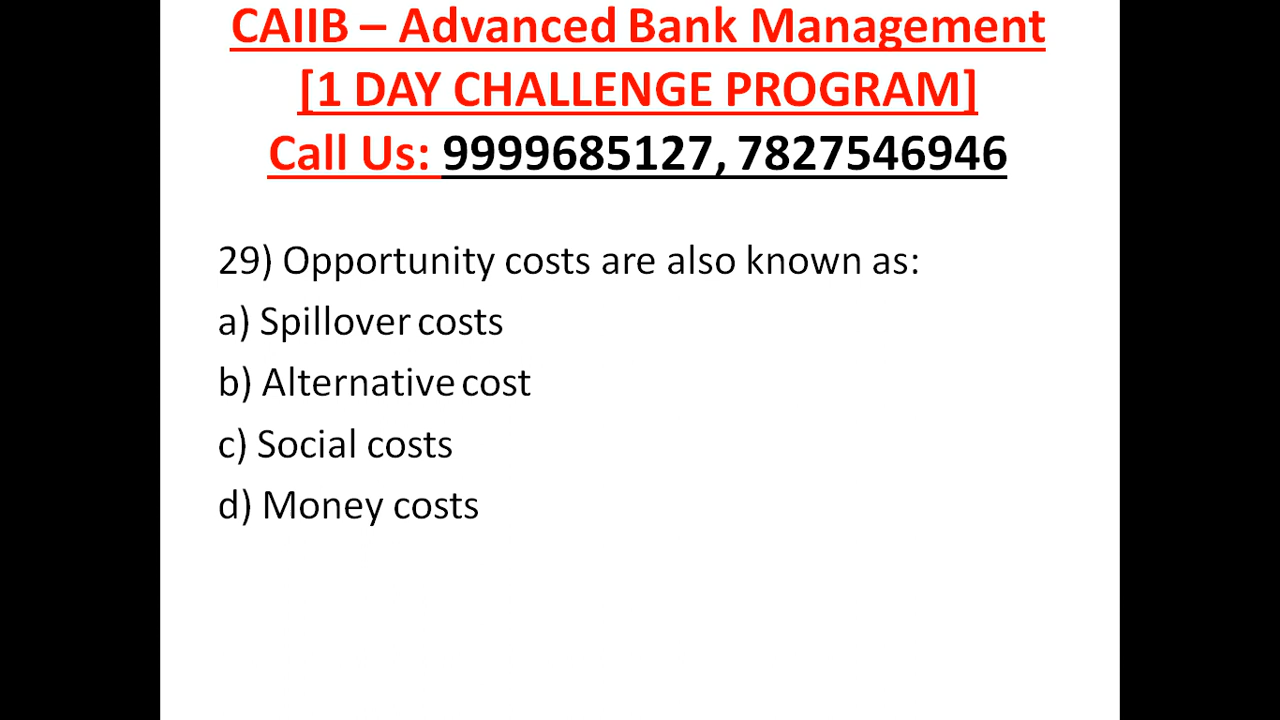 CAIIB – Advanced Bank Management
[1 DAY CHALLENGE PROGRAM]
Call Us: 9999685127, 7827546946
29) Opportunity costs are also known as:
a) Spillover costs
b) Alternative cost
c) Social costs
d) Money costs